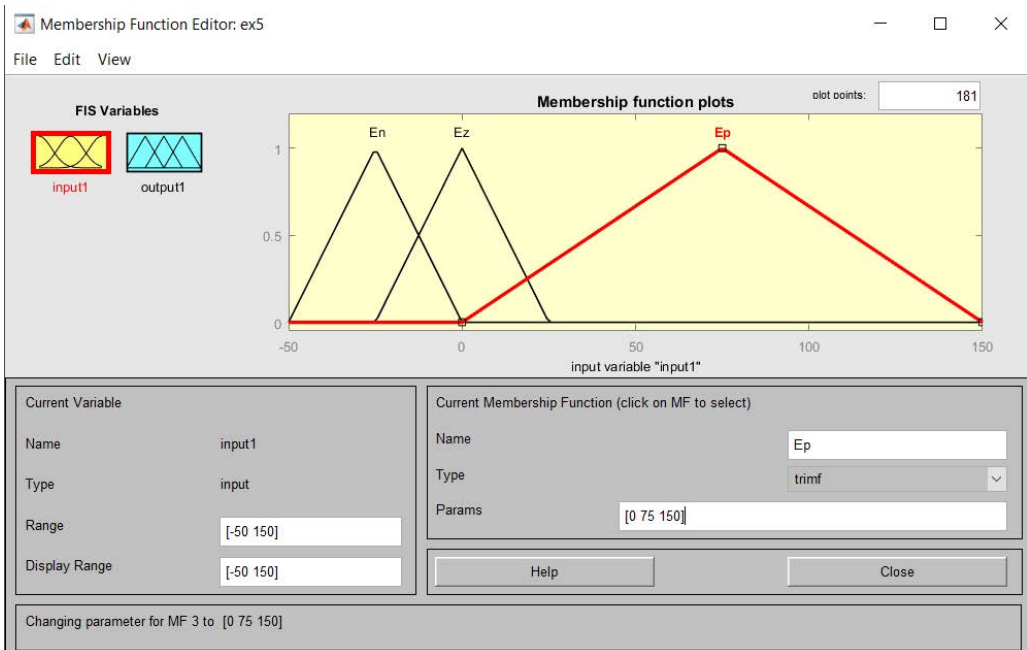 Membership Function Editor: ex5
File Edit View
FIS Variables
input1
output1
Membership function plots
plot points:
181
En
Ez
Ep
1
0.5
0
-50
0
50
100
150
input variable "input1"
Current Variable
Name
input1
Type
input
Range
[-50 150]
Display Range
[-50 150]
Current Membership Function (click on MF to select)
Name
Ep
Type
trimf
Params
[0 75 150]
Help
Close
Changing parameter for MF 3 to [0 75 150]